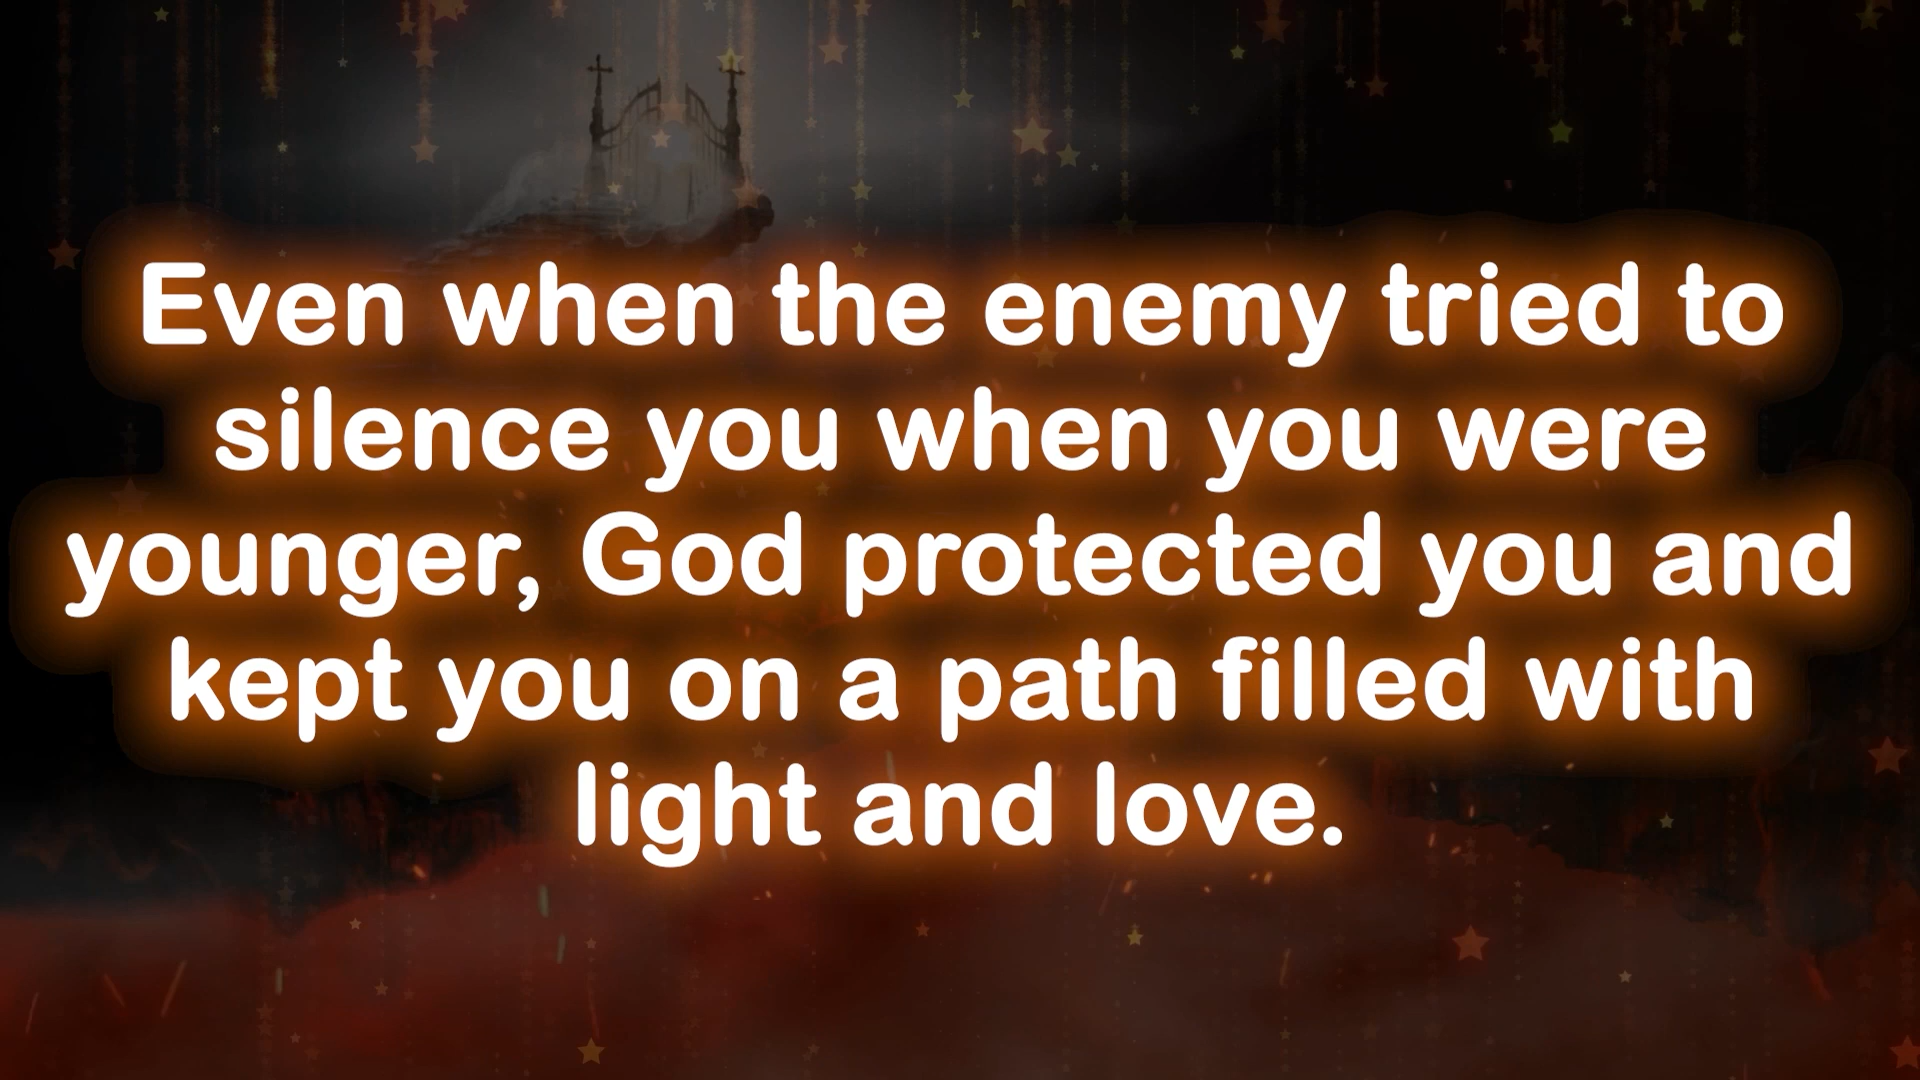 Even when the enemy tried to
silence you when you were
younger, God protected you and
kept you on a path filled with
light and love.